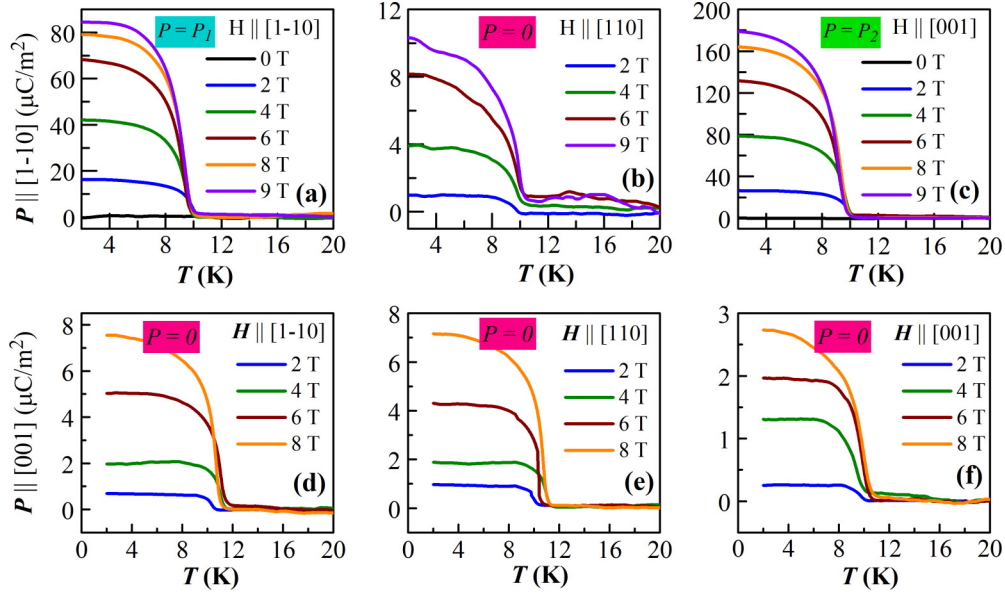 P = P1 H || [1-10]
0 T
2 T
4 T
6 T
8 T
9 T
(a)
P || [1-10] (µC/m²)
80
60
40
20
0
4 8 12 16 20
T (K)
P = 0 H || [110]
2 T
4 T
6 T
9 T
(b)
12
8
4
0
4 8 12 16 20
T (K)
P = P2 H || [001]
0 T
2 T
4 T
6 T
8 T
9 T
(c)
200
160
120
80
40
0
4 8 12 16 20
T (K)
P = 0 H || [1-10]
2 T
4 T
6 T
8 T
(d)
P || [001] (µC/m²)
8
6
4
2
0
0 4 8 12 16 20
T (K)
P = 0 H || [110]
2 T
4 T
6 T
8 T
(e)
8
6
4
2
0
0 4 8 12 16 20
T (K)
P = 0 H || [001]
2 T
4 T
6 T
8 T
(f)
3
2
1
0
0 4 8 12 16 20
T (K)